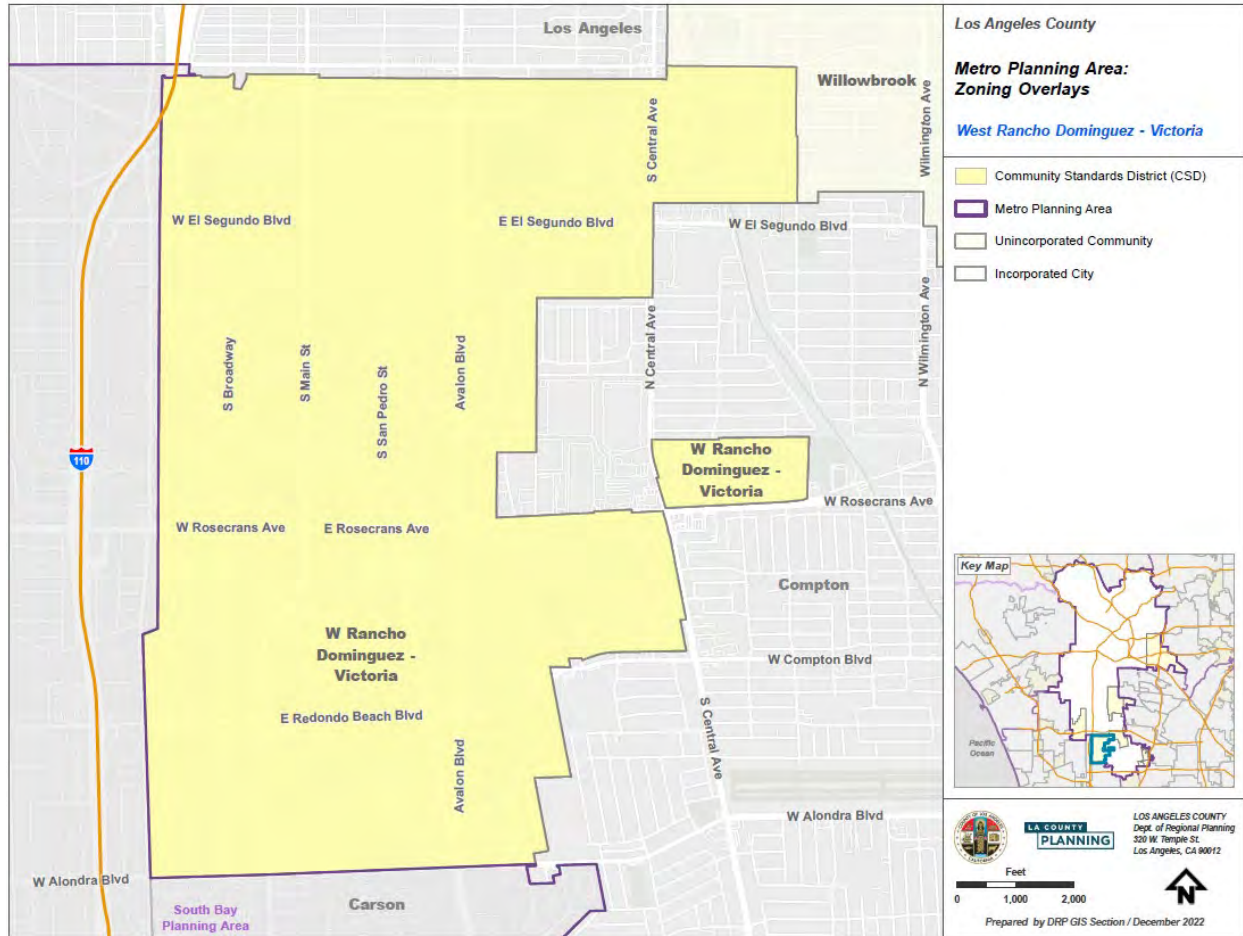 Los Angeles
Willowbrook
S Central Ave
Wilmington Ave
W El Segundo Blvd
E El Segundo Blvd
W El Segundo Blvd
N Central Ave
N Wilmington Ave
S Broadway
S Main St
S San Pedro St
Avalon Blvd
110
W Rancho
Dominguez -
Victoria
W Rosecrans Ave
W Rosecrans Ave
E Rosecrans Ave
Compton
W Rancho
Dominguez -
Victoria
W Compton Blvd
E Redondo Beach Blvd
S Central Ave
Avalon Blvd
W Alondra Blvd
W Alondra Blvd
Carson
South Bay
Planning Area
Los Angeles County
Metro Planning Area:
Zoning Overlays
West Rancho Dominguez - Victoria
Community Standards District (CSD)
Metro Planning Area
Unincorporated Community
Incorporated City
Key Map
Pacific
Ocean
LA COUNTY
PLANNING
LOS ANGELES COUNTY
Dept. of Regional Planning
320 W. Temple St.
Los Angeles, CA 90012
Feet
0 1,000 2,000
N
Prepared by DRP GIS Section / December 2022